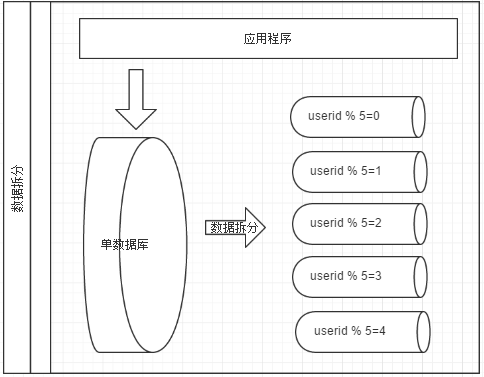 数据拆分
应用程序
单数据库
数据拆分
userid % 5=0
userid % 5=1
userid % 5=2
userid % 5=3
userid % 5=4